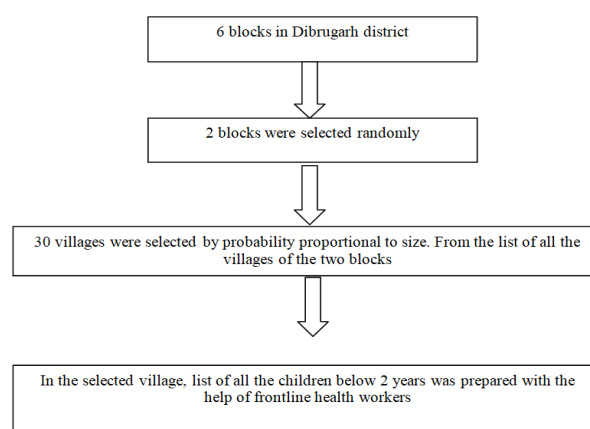 6 blocks in Dibrugarh district
2 blocks were selected randomly
30 villages were selected by probability proportional to size. From the list of all the
villages of the two blocks
In the selected village, list of all the children below 2 years was prepared with the
help of frontline health workers